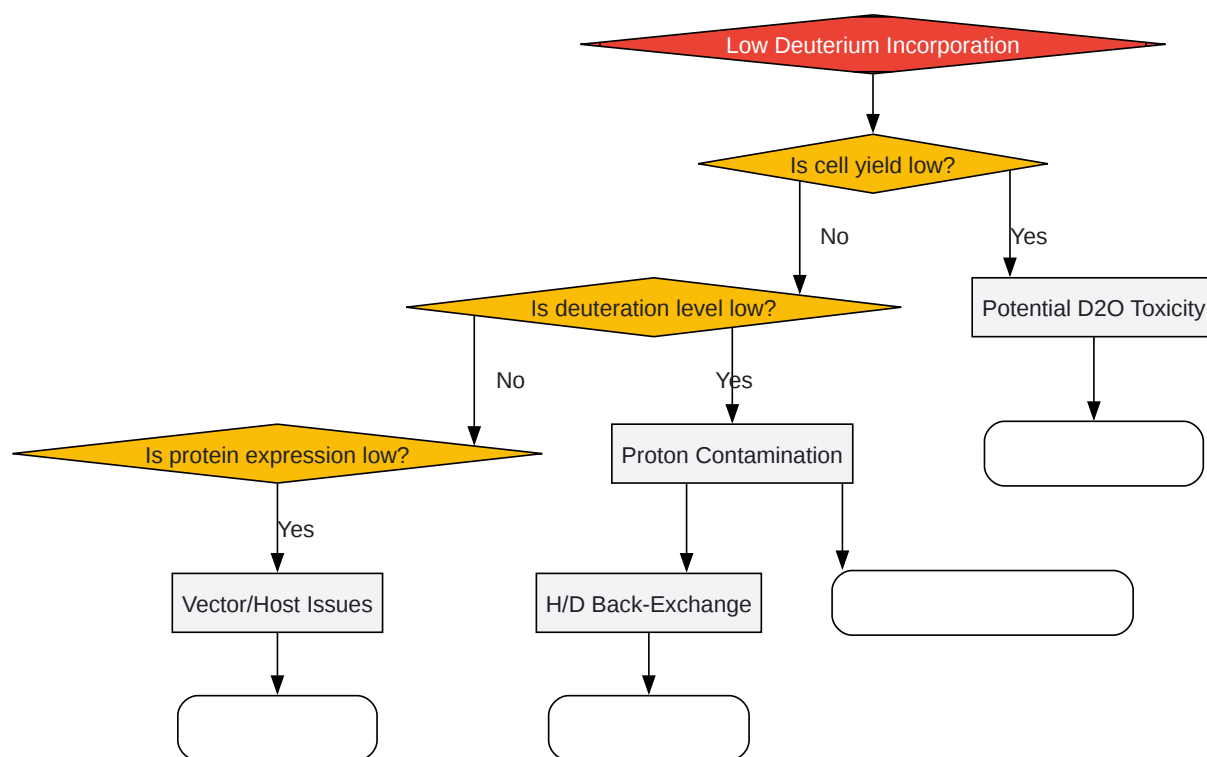 Low Deuterium Incorporation
Is cell yield low?
No
Yes
Is deuteration level low?
Potential D2O Toxicity
No
Yes
Is protein expression low?
Proton Contamination
Yes
Vector/Host Issues
H/D Back-Exchange